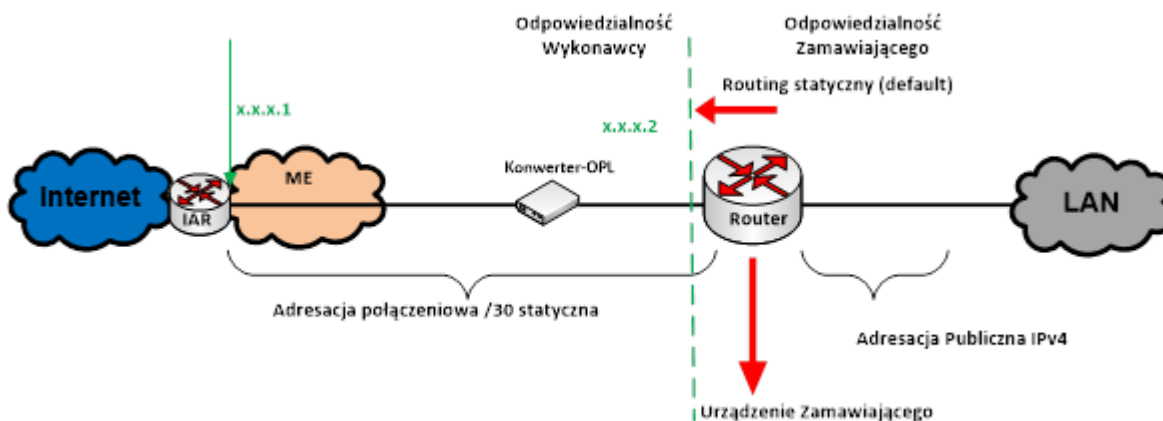 Odpowiedzialność
Wykonawcy
Odpowiedzialność
Zamawiającego
Routing statyczny (default)
x.x.x.1
x.x.x.2
Internet
IAR
ME
Konwerter-OPL
Router
LAN
Adresacja połączeniowa /30 statyczna
Adresacja Publiczna IPv4
Urządzenie Zamawiającego